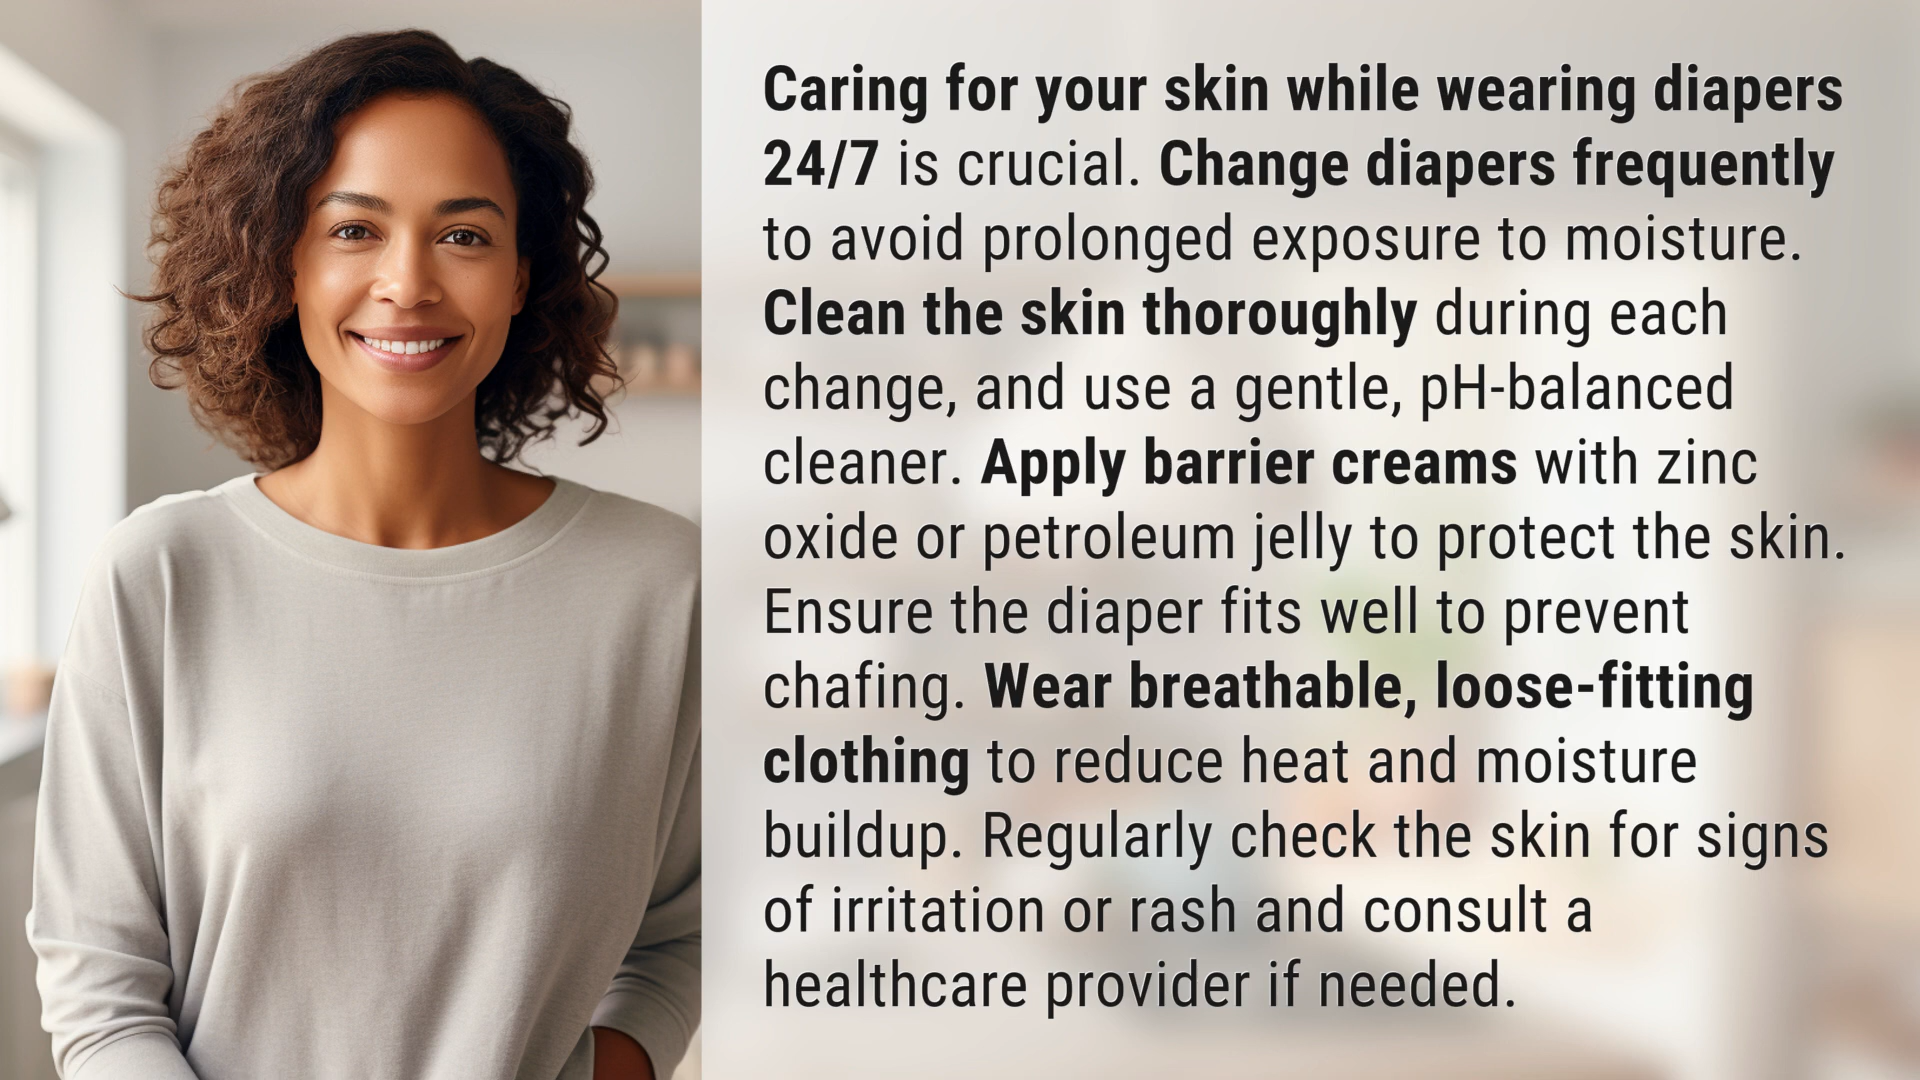 Caring for your skin while wearing diapers
24/7 is crucial. Change diapers frequently
to avoid prolonged exposure to moisture.
Clean the skin thoroughly during each
change, and use a gentle, pH-balanced
cleaner. Apply barrier creams with zinc
oxide or petroleum jelly to protect the skin.
Ensure the diaper fits well to prevent
chafing. Wear breathable, loose-fitting
clothing to reduce heat and moisture
buildup. Regularly check the skin for signs
of irritation or rash and consult a
healthcare provider if needed.